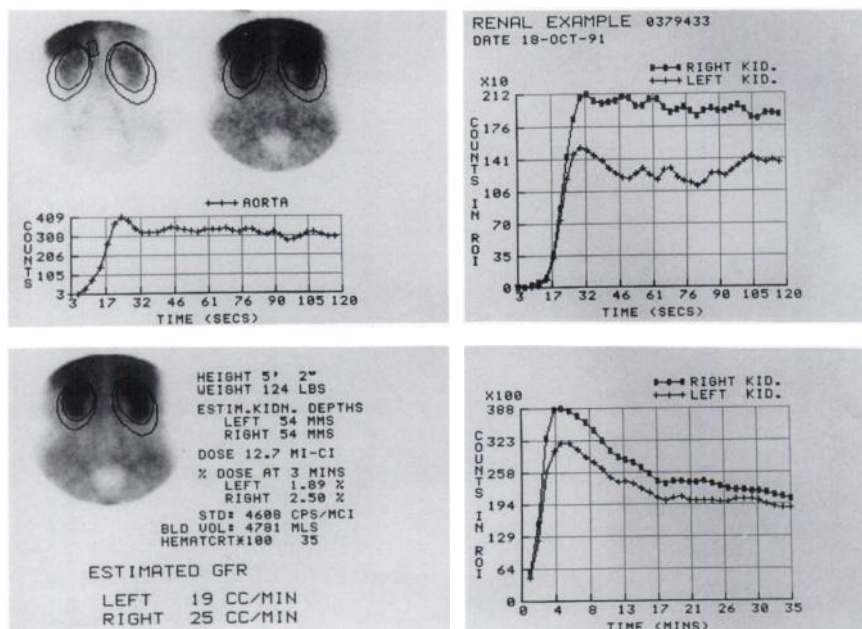 RENAL EXAMPLE 0379433
DATE 18-OCT-91
AORTA
COUNTS
409
308
206
105
3
3 17 32 46 61 76 90 105 120
TIME (SECS)
RIGHT KID.
LEFT KID.
X10
COUNTS IN ROI
212
176
141
106
70
35
0
3 17 32 46 61 76 90 105 120
TIME (SECS)
HEIGHT 5' 2"
WEIGHT 124 LBS
ESTIM.KIDN. DEPTHS
LEFT 54 MMS
RIGHT 54 MMS
DOSE 12.7 MI-CI
% DOSE AT 3 MINS
LEFT 1.89 %
RIGHT 2.50 %
STD: 4608 CPS/MCI
BLD VOL: 4781 MLS
HEMATCRT*100 35
ESTIMATED GFR
LEFT 19 CC/MIN
RIGHT 25 CC/MIN
RIGHT KID.
LEFT KID.
X100
COUNTS IN ROI
388
323
258
194
129
64
0
0 4 8 13 17 21 26 30 35
TIME (MINS)